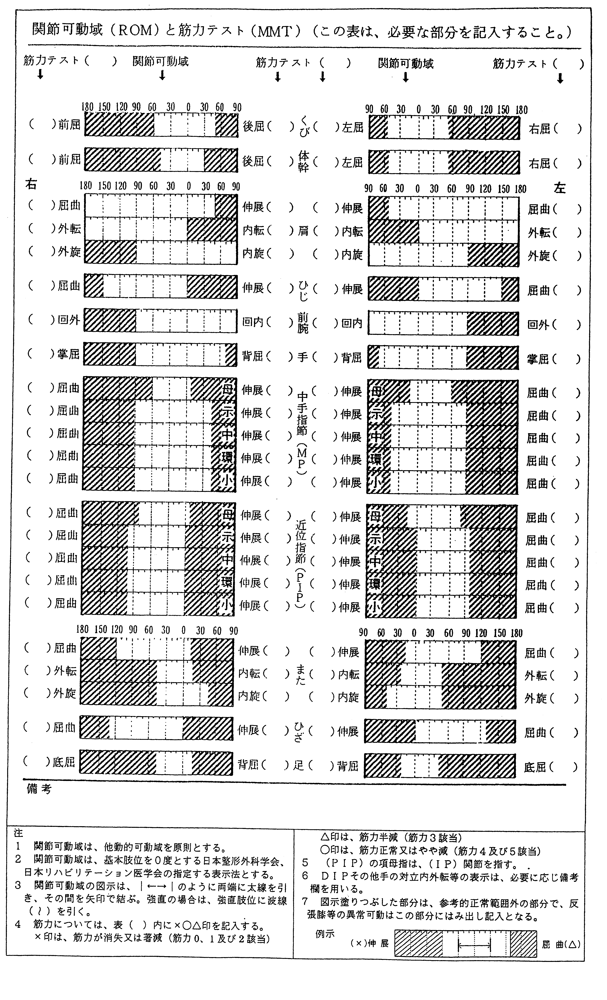 関節可動域（ROM）と筋力テスト（MMT）（この表は、必要な部分を記入すること。）
筋力テスト（　） 関節可動域 筋力テスト（　） 関節可動域 筋力テスト（　）
↓ ↓ ↓ ↓ ↓ ↓
180 150 120 90 60 30 0 30 60 90 90 60 30 0 30 60 90 120 150 180
（　）前屈 後屈（　）くび（　）左屈 右屈（　）
（　）前屈 後屈（　）体幹（　）左屈 右屈（　）
右 180 150 120 90 60 30 0 30 60 90 90 60 30 0 30 60 90 120 150 180 左
（　）屈曲 伸展（　）（　）伸展 屈曲（　）
（　）外転 内転（　）肩（　）内転 外転（　）
（　）外旋 内旋（　）（　）内旋 外旋（　）
（　）屈曲 伸展（　）ひじ（　）伸展 屈曲（　）
（　）回外 回内（　）前腕（　）回内 回外（　）
（　）掌屈 背屈（　）手（　）背屈 掌屈（　）
中手指節（MP）
（　）屈曲 母 伸展（　）（　）伸展 母 屈曲（　）
（　）屈曲 示 伸展（　）（　）伸展 示 屈曲（　）
（　）屈曲 中 伸展（　）（　）伸展 中 屈曲（　）
（　）屈曲 環 伸展（　）（　）伸展 環 屈曲（　）
（　）屈曲 小 伸展（　）（　）伸展 小 屈曲（　）
近位指節（PIP）
（　）屈曲 母 伸展（　）（　）伸展 母 屈曲（　）
（　）屈曲 示 伸展（　）（　）伸展 示 屈曲（　）
（　）屈曲 中 伸展（　）（　）伸展 中 屈曲（　）
（　）屈曲 環 伸展（　）（　）伸展 環 屈曲（　）
（　）屈曲 小 伸展（　）（　）伸展 小 屈曲（　）
180 150 120 90 60 30 0 30 60 90 90 60 30 0 30 60 90 120 150 180
（　）屈曲 伸展（　）（　）伸展 屈曲（　）
（　）外転 内転（　）また（　）内転 外転（　）
（　）外旋 内旋（　）（　）内旋 外旋（　）
（　）屈曲 伸展（　）ひざ（　）伸展 屈曲（　）
（　）底屈 背屈（　）足（　）背屈 底屈（　）
備考
注
1　関節可動域は、他動的可動域を原則とする。
2　関節可動域は、基本肢位を０度とする日本整形外科学会、
日本リハビリテーション医学会の指定する表示法とする。
3　関節可動域の図示は、|←→|のように両端に太線を引
き、その間を矢印で結ぶ。強直の場合は、強直肢位に波線
（≀）を引く。
4　筋力については、表（　）内に×○△印を記入する。
×印は、筋力が消失又は著減（筋力０、１及び２該当）
△印は、筋力半減（筋力３該当）
○印は、筋力正常又はやや減（筋力４及び５該当）
5　（ＰＩＰ）の項母指は、（ＩＰ）関節を指す。
6　ＤＩＰその他手の対立内外転等の表示は、必要に応じ備考
欄を用いる。
7　図示塗りつぶした部分は、参考的正常範囲外の部分で、反
張膝等の異常可動はこの部分にはみ出し記入となる。
例示
（×）伸展 屈曲（△）